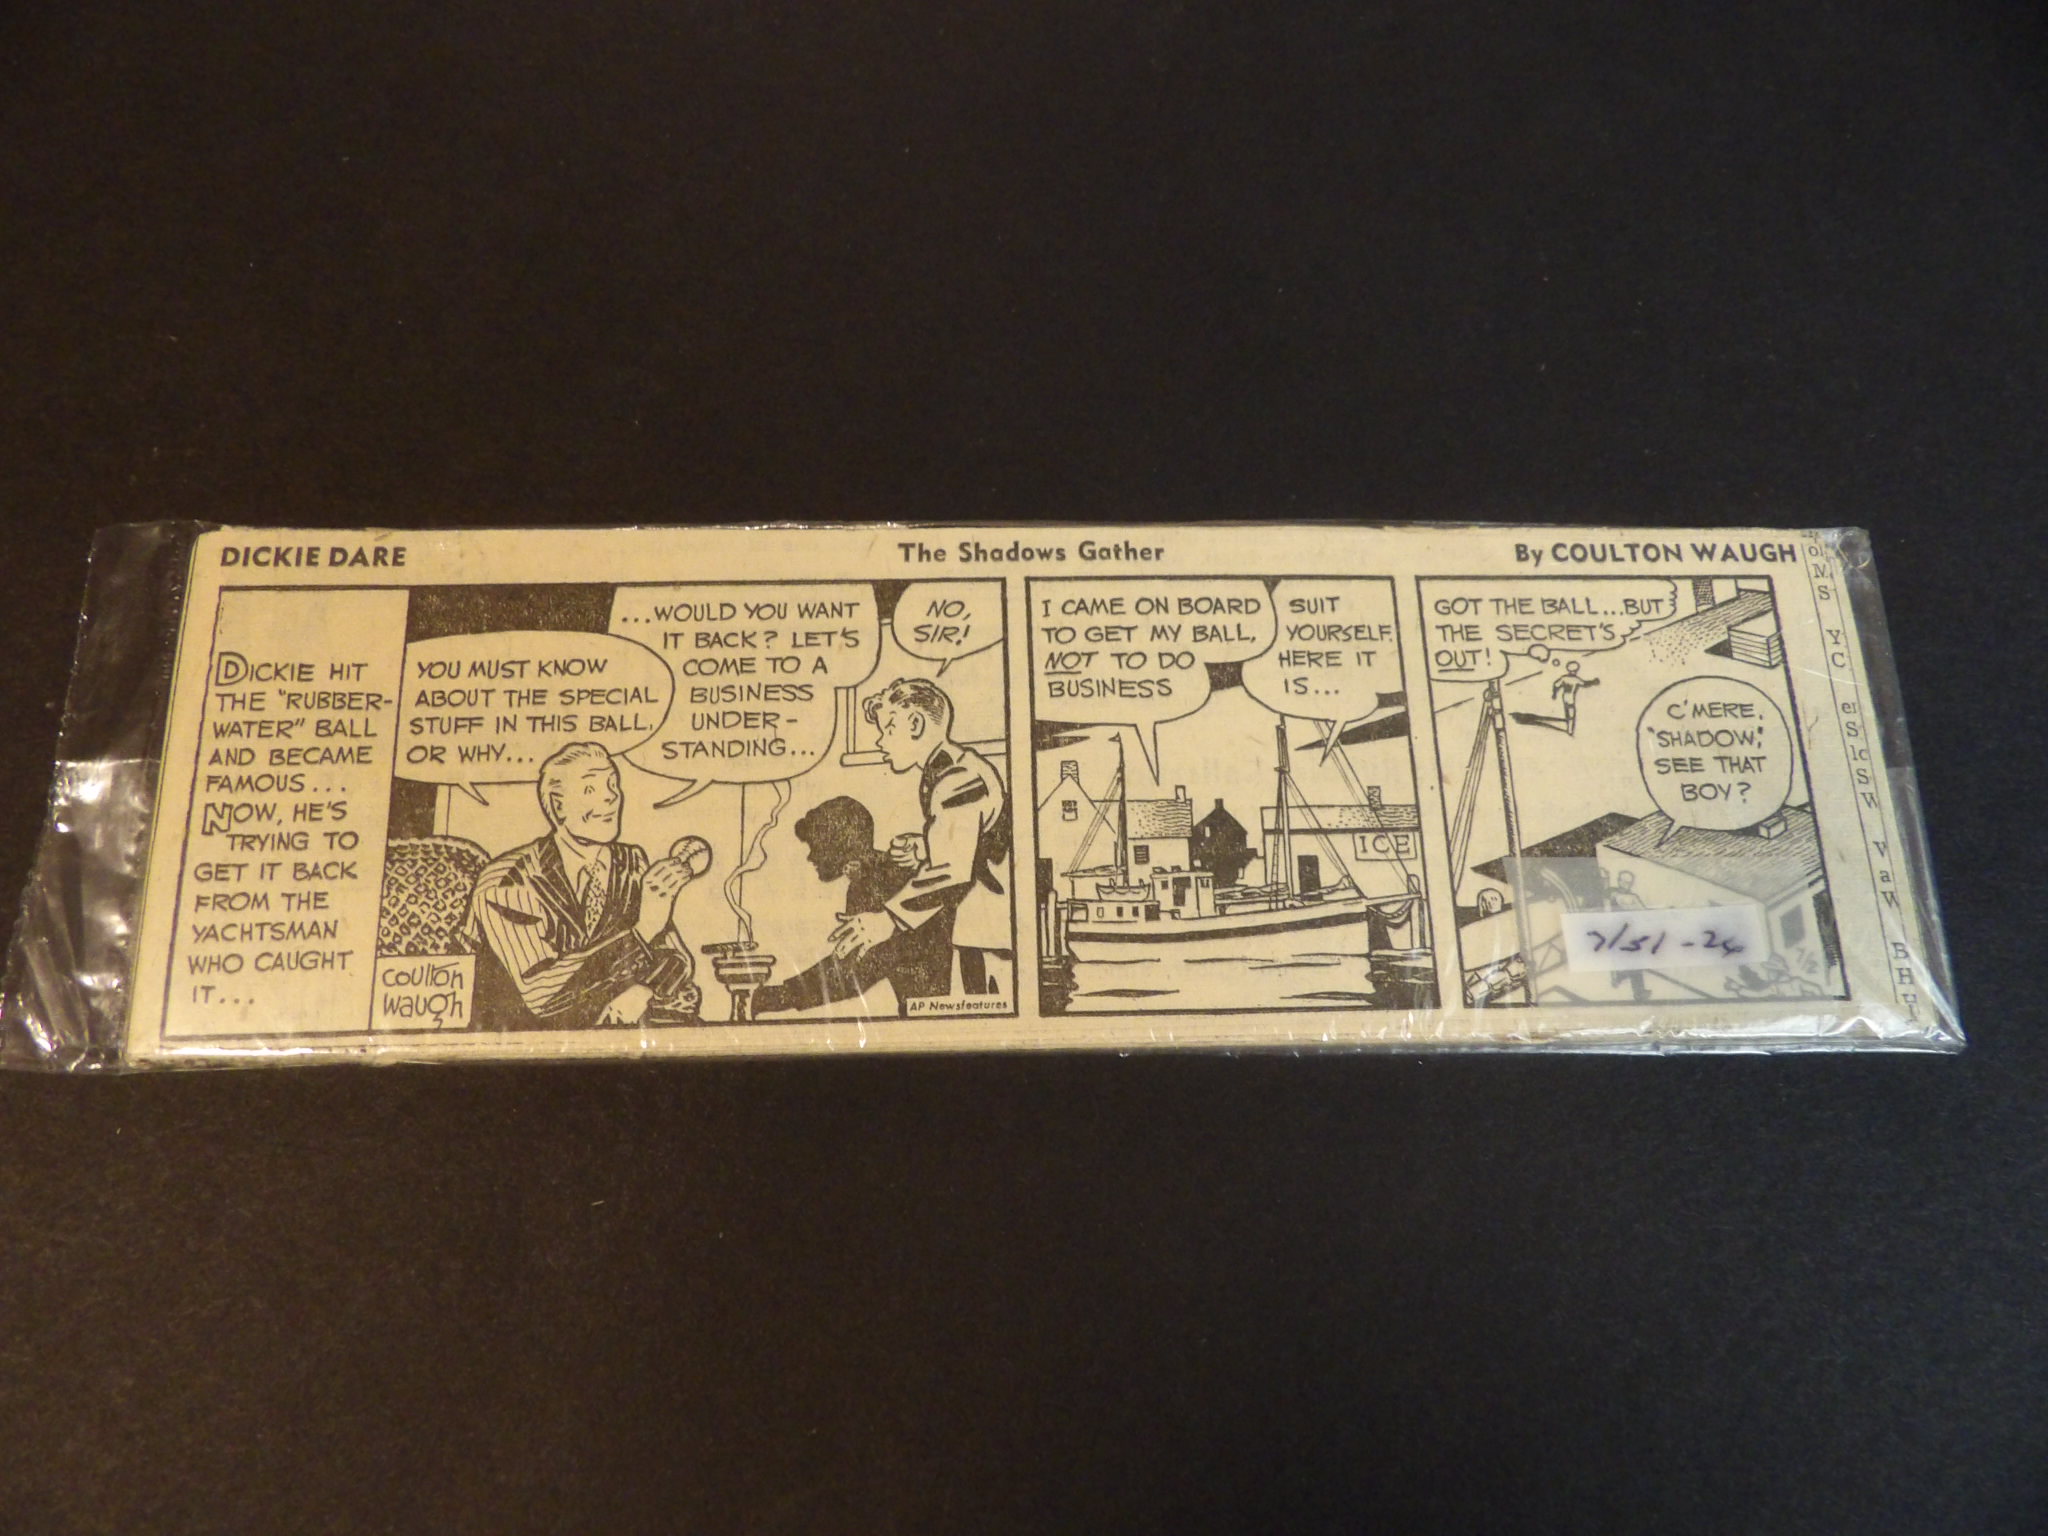 DICKIE DARE
The Shadows Gather
By COULTON WAUGH
DICKIE HIT
THE "RUBBER-
WATER" BALL
AND BECAME
FAMOUS...
NOW, HE'S
TRYING TO
GET IT BACK
FROM THE
YACHTSMAN
WHO CAUGHT
IT...
YOU MUST KNOW
ABOUT THE SPECIAL
STUFF IN THIS BALL,
OR WHY...
...WOULD YOU WANT
IT BACK? LET'S
COME TO A
BUSINESS
UNDER-
STANDING...
NO,
SIR!
coulton
waugh
AP Newsfeatures
I CAME ON BOARD
TO GET MY BALL,
NOT TO DO
BUSINESS
SUIT
YOURSELF.
HERE IT
IS...
ICE
GOT THE BALL...BUT
THE SECRET'S
OUT!
C'MERE,
"SHADOW,"
SEE THAT
BOY?
7/51-26
7/2